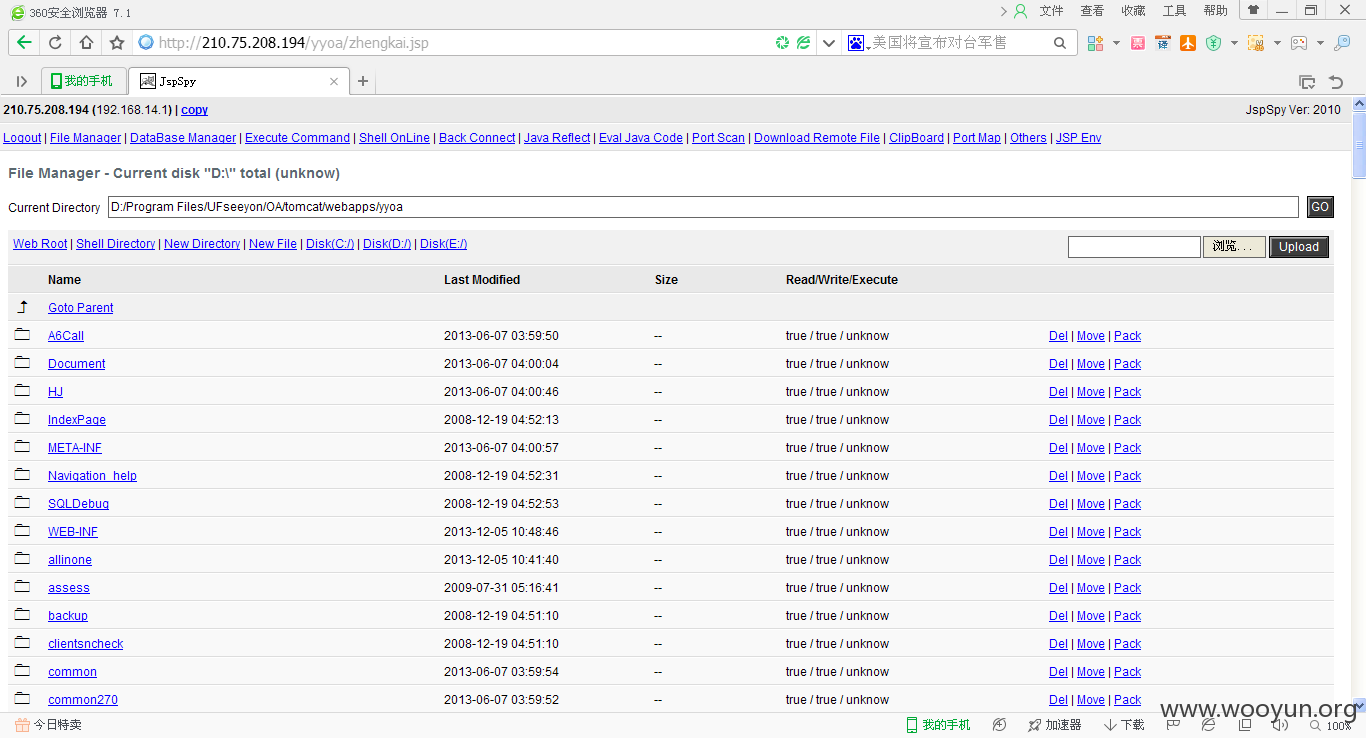 360安全浏览器 7.1
文件 查看 收藏 工具 帮助
http://210.75.208.194/yyoa/zhengkai.jsp
美国将宣布对台军售
我的手机
JspSpy
210.75.208.194 (192.168.14.1) | copy
JspSpy Ver: 2010
Logout | File Manager | DataBase Manager | Execute Command | Shell OnLine | Back Connect | Java Reflect | Eval Java Code | Port Scan | Download Remote File | ClipBoard | Port Map | Others | JSP Env
File Manager - Current disk "D:\" total (unknow)
Current Directory D:/Program Files/UFseeyon/OA/tomcat/webapps/yyoa GO
Web Root | Shell Directory | New Directory | New File | Disk(C:/) | Disk(D:/) | Disk(E:/)
浏览... Upload
Name Last Modified Size Read/Write/Execute
Goto Parent
A6Call 2013-06-07 03:59:50 -- true / true / unknow Del | Move | Pack
Document 2013-06-07 04:00:04 -- true / true / unknow Del | Move | Pack
HJ 2013-06-07 04:00:46 -- true / true / unknow Del | Move | Pack
IndexPage 2008-12-19 04:52:13 -- true / true / unknow Del | Move | Pack
META-INF 2013-06-07 04:00:57 -- true / true / unknow Del | Move | Pack
Navigation_help 2008-12-19 04:52:31 -- true / true / unknow Del | Move | Pack
SQLDebug 2008-12-19 04:52:53 -- true / true / unknow Del | Move | Pack
WEB-INF 2013-12-05 10:48:46 -- true / true / unknow Del | Move | Pack
allinone 2013-12-05 10:41:40 -- true / true / unknow Del | Move | Pack
assess 2009-07-31 05:16:41 -- true / true / unknow Del | Move | Pack
backup 2008-12-19 04:51:10 -- true / true / unknow Del | Move | Pack
clientsncheck 2008-12-19 04:51:10 -- true / true / unknow Del | Move | Pack
common 2013-06-07 03:59:54 -- true / true / unknow Del | Move | Pack
common270 2013-06-07 03:59:52 -- true / true / unknow Del | Move | Pack
www.wooyun.org
今日特卖
我的手机 加速器 下载 100%